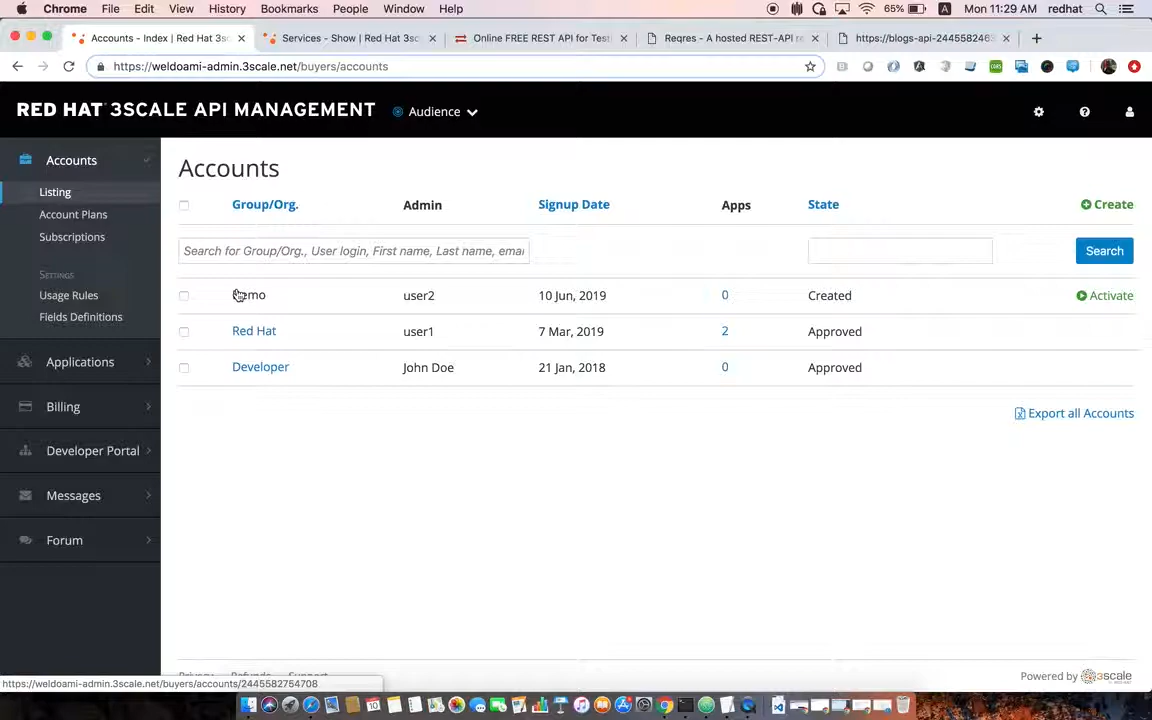 Chrome File Edit View History Bookmarks People Window Help 65% A Mon 11:29 AM redhat
Accounts - Index | Red Hat 3sc Services - Show | Red Hat 3sc Online FREE REST API for Test Reqres - A hosted REST-API re https://blogs-api-2445582463
https://weldoami-admin.3scale.net/buyers/accounts
RED HAT 3SCALE API MANAGEMENT Audience
Accounts
Listing
Account Plans
Subscriptions
SETTINGS
Usage Rules
Fields Definitions
Applications
Billing
Developer Portal
Messages
Forum
Accounts
Group/Org. Admin Signup Date Apps State Create
Search for Group/Org., User login, First name, Last name, emai Search
Demo user2 10 Jun, 2019 0 Created Activate
Red Hat user1 7 Mar, 2019 2 Approved
Developer John Doe 21 Jan, 2018 0 Approved
Export all Accounts
Privacy Refunds Support
Powered by 3scale
https://weldoami-admin.3scale.net/buyers/accounts/2445582754708